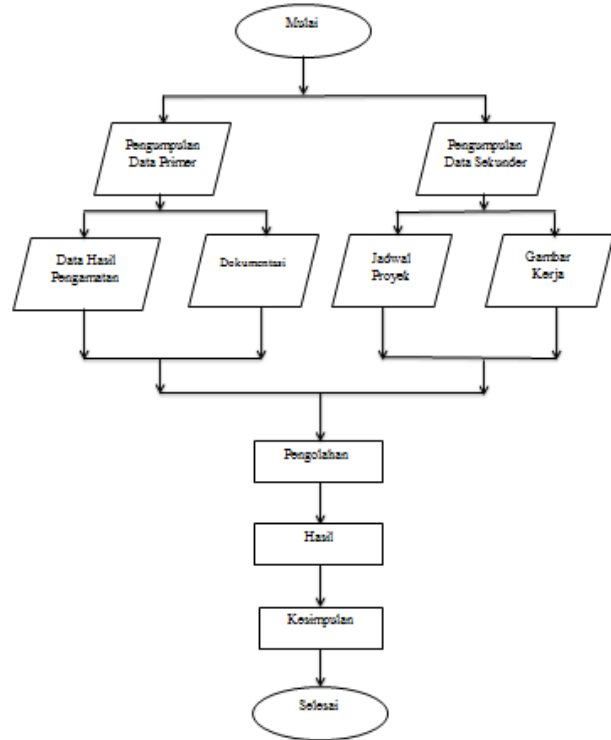 Mulai
Pengumpulan
Data Primer
Pengumpulan
Data Sekunder
Data Hasil
Pengamatan
Dokumentasi
Jadwal
Proyek
Gambar
Kerja
Pengolahan
Hasil
Kesimpulan
Selesai